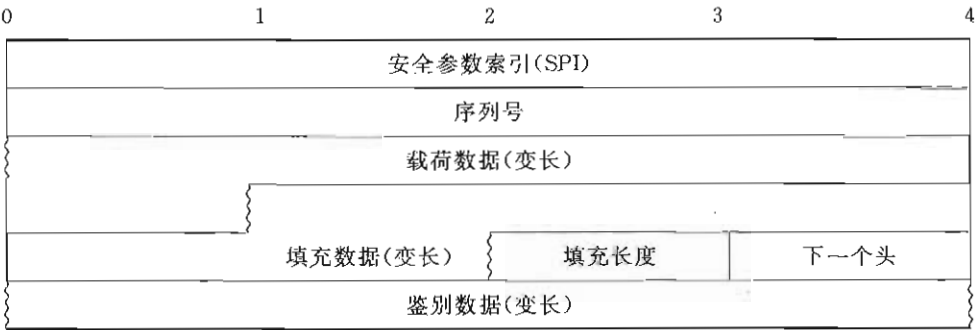 0 1 2 3 4
安全参数索引(SPI)
序列号
载荷数据(变长)
填充数据(变长) 填充长度 下一个头
鉴别数据(变长)